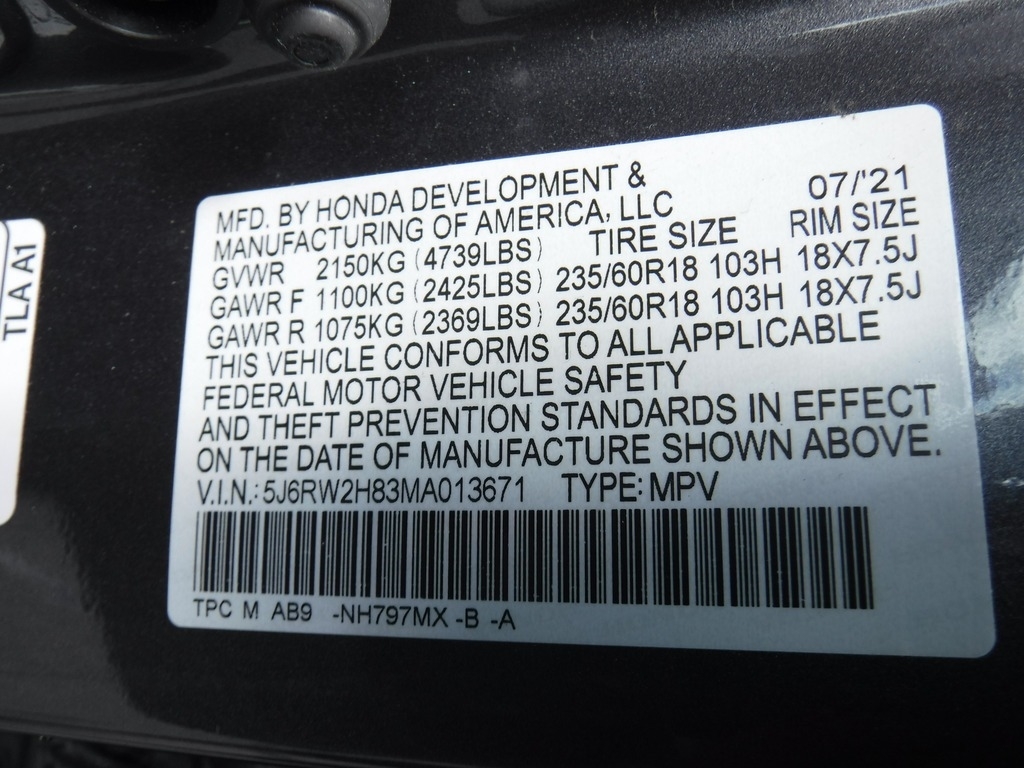 MFD. BY HONDA DEVELOPMENT & 07/'21
MANUFACTURING OF AMERICA, LLC
TIRE SIZE RIM SIZE
GVWR 2150KG (4739LBS)
GAWR F 1100KG (2425LBS) 235/60R18 103H 18X7.5J
GAWR R 1075KG (2369LBS) 235/60R18 103H 18X7.5J
THIS VEHICLE CONFORMS TO ALL APPLICABLE
FEDERAL MOTOR VEHICLE SAFETY
AND THEFT PREVENTION STANDARDS IN EFFECT
ON THE DATE OF MANUFACTURE SHOWN ABOVE.
V.I.N.: 5J6RW2H83MA013671 TYPE: MPV
TPC M AB9 -NH797MX -B -A
TLA A1